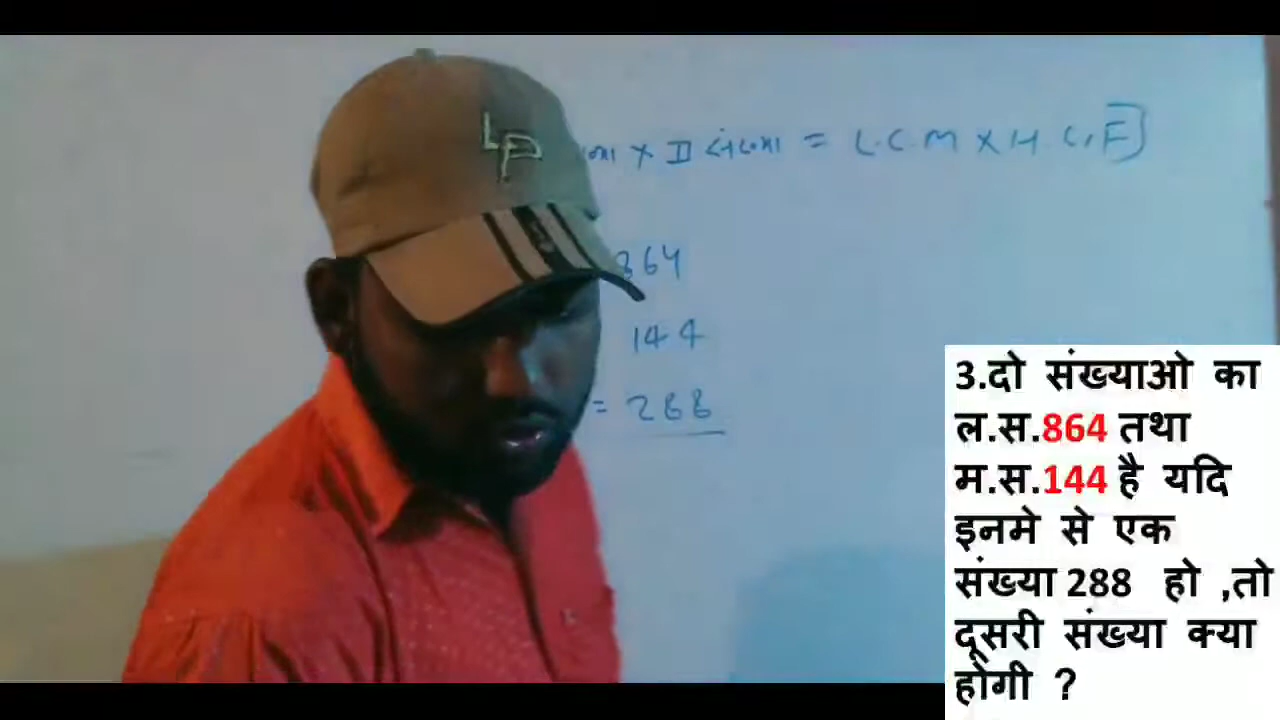 LP
X II संख्या = L.C.M X H.C.F]
864
144
= 288
3.दो संख्याओ का
ल.स.864 तथा
म.स.144 है यदि
इनमे से एक
संख्या 288 हो ,तो
दूसरी संख्या क्या
होगी ?